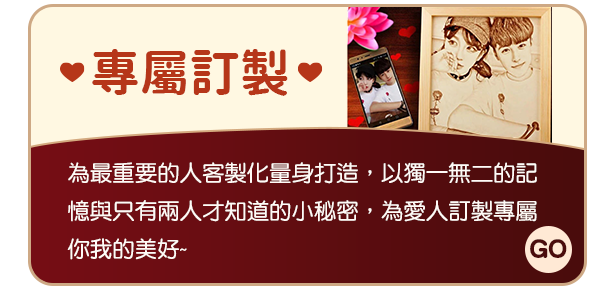 專屬訂製
為最重要的人客製化量身打造，以獨一無二的記
憶與只有兩人才知道的小秘密，為愛人訂製專屬
你我的美好~
GO